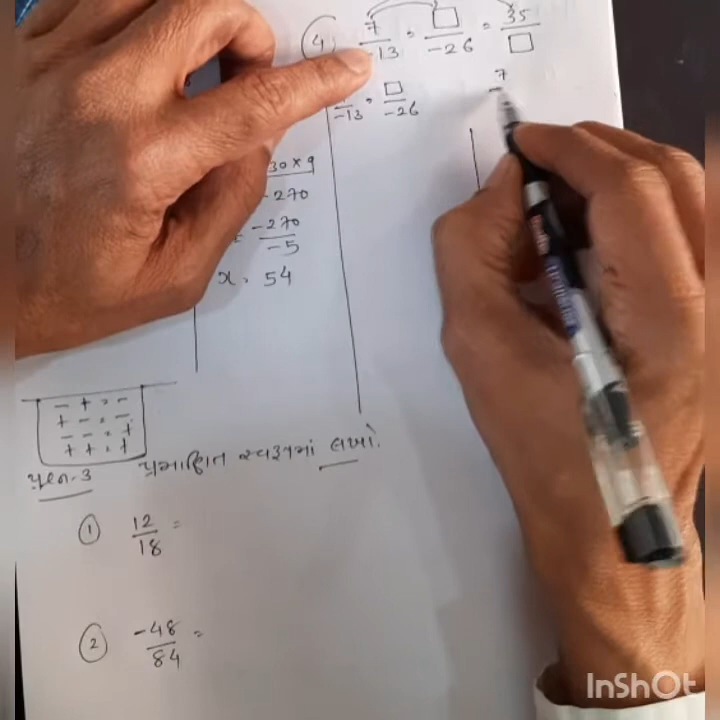 ④ 7/-13 = □/-26 = 35/□
/-13 = □/-26
7
30 × 9
-270
= -270/-5
x = 54
- + = -
+ - = -
- - = +
+ + = +
પ્રશ્ન-3 પ્રમાણિત સ્વરૂપમાં લખો.
① 12/18 =
② -48/84 =
InShOt